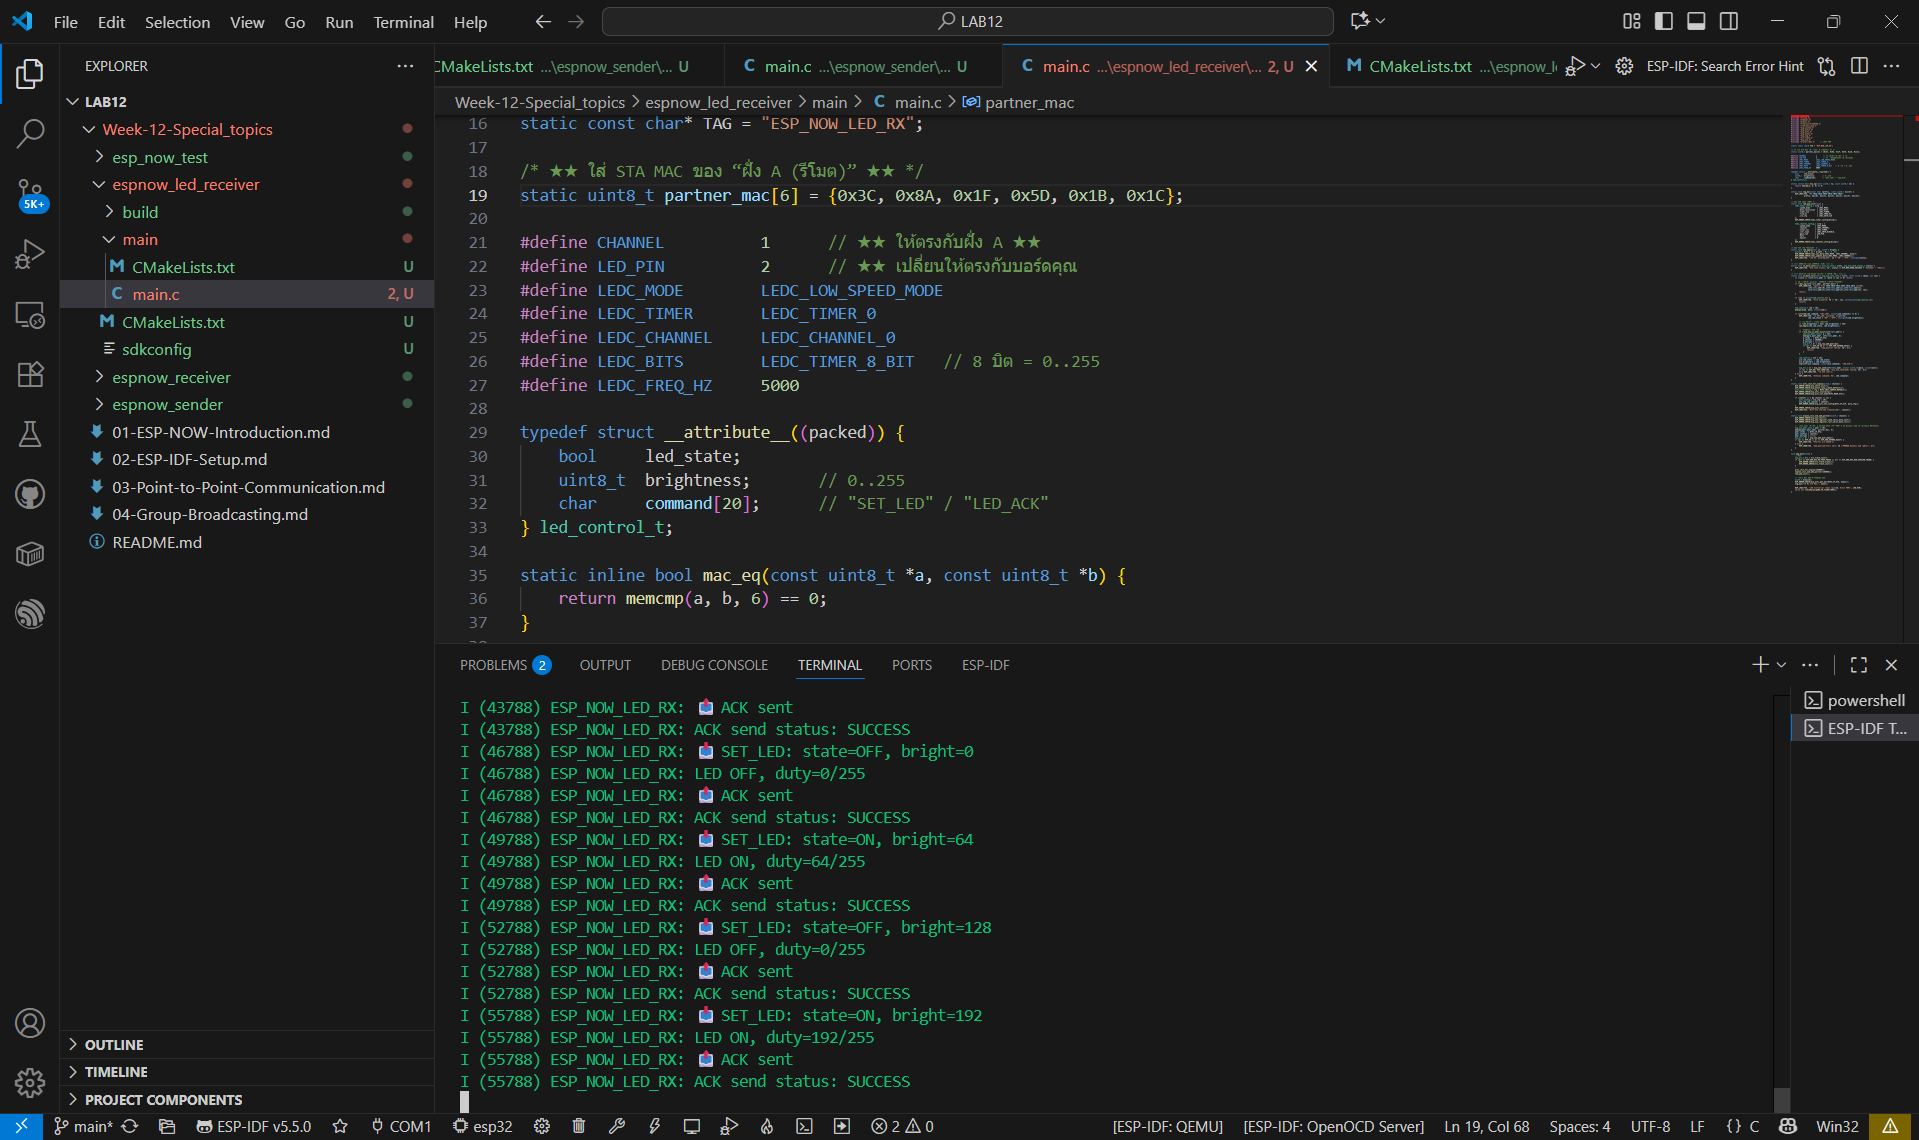 File Edit Selection View Go Run Terminal Help
LAB12
EXPLORER
LAB12
Week-12-Special_topics
esp_now_test
espnow_led_receiver
build
main
CMakeLists.txt U
main.c 2, U
CMakeLists.txt U
sdkconfig U
espnow_receiver
espnow_sender
01-ESP-NOW-Introduction.md
02-ESP-IDF-Setup.md
03-Point-to-Point-Communication.md
04-Group-Broadcasting.md
README.md
OUTLINE
TIMELINE
PROJECT COMPONENTS
5K+
CMakeLists.txt ...\espnow_sender\... U
C main.c ...\espnow_sender\... U
C main.c ...\espnow_led_receiver\... 2, U
M CMakeLists.txt ...\espnow_l
ESP-IDF: Search Error Hint
Week-12-Special_topics > espnow_led_receiver > main > C main.c > partner_mac
16 static const char* TAG = "ESP_NOW_LED_RX";
17
18 /* ★★ ใส่ STA MAC ของ “ฝั่ง A (รีโมต)” ★★ */
19 static uint8_t partner_mac[6] = {0x3C, 0x8A, 0x1F, 0x5D, 0x1B, 0x1C};
20
21 #define CHANNEL 1 // ★★ ให้ตรงกับฝั่ง A ★★
22 #define LED_PIN 2 // ★★ เปลี่ยนให้ตรงกับบอร์ดคุณ
23 #define LEDC_MODE LEDC_LOW_SPEED_MODE
24 #define LEDC_TIMER LEDC_TIMER_0
25 #define LEDC_CHANNEL LEDC_CHANNEL_0
26 #define LEDC_BITS LEDC_TIMER_8_BIT // 8 บิต = 0..255
27 #define LEDC_FREQ_HZ 5000
28
29 typedef struct __attribute__((packed)) {
30 bool led_state;
31 uint8_t brightness; // 0..255
32 char command[20]; // "SET_LED" / "LED_ACK"
33 } led_control_t;
34
35 static inline bool mac_eq(const uint8_t *a, const uint8_t *b) {
36 return memcmp(a, b, 6) == 0;
37 }
PROBLEMS 2 OUTPUT DEBUG CONSOLE TERMINAL PORTS ESP-IDF
powershell
ESP-IDF T...
I (43788) ESP_NOW_LED_RX: 📤 ACK sent
I (43788) ESP_NOW_LED_RX: ACK send status: SUCCESS
I (46788) ESP_NOW_LED_RX: 📥 SET_LED: state=OFF, bright=0
I (46788) ESP_NOW_LED_RX: LED OFF, duty=0/255
I (46788) ESP_NOW_LED_RX: 📤 ACK sent
I (46788) ESP_NOW_LED_RX: ACK send status: SUCCESS
I (49788) ESP_NOW_LED_RX: 📥 SET_LED: state=ON, bright=64
I (49788) ESP_NOW_LED_RX: LED ON, duty=64/255
I (49788) ESP_NOW_LED_RX: 📤 ACK sent
I (49788) ESP_NOW_LED_RX: ACK send status: SUCCESS
I (52788) ESP_NOW_LED_RX: 📥 SET_LED: state=OFF, bright=128
I (52788) ESP_NOW_LED_RX: LED OFF, duty=0/255
I (52788) ESP_NOW_LED_RX: 📤 ACK sent
I (52788) ESP_NOW_LED_RX: ACK send status: SUCCESS
I (55788) ESP_NOW_LED_RX: 📥 SET_LED: state=ON, bright=192
I (55788) ESP_NOW_LED_RX: LED ON, duty=192/255
I (55788) ESP_NOW_LED_RX: 📤 ACK sent
I (55788) ESP_NOW_LED_RX: ACK send status: SUCCESS
main* ESP-IDF v5.5.0 COM1 esp32 2 0 [ESP-IDF: QEMU] [ESP-IDF: OpenOCD Server] Ln 19, Col 68 Spaces: 4 UTF-8 LF {} C Win32